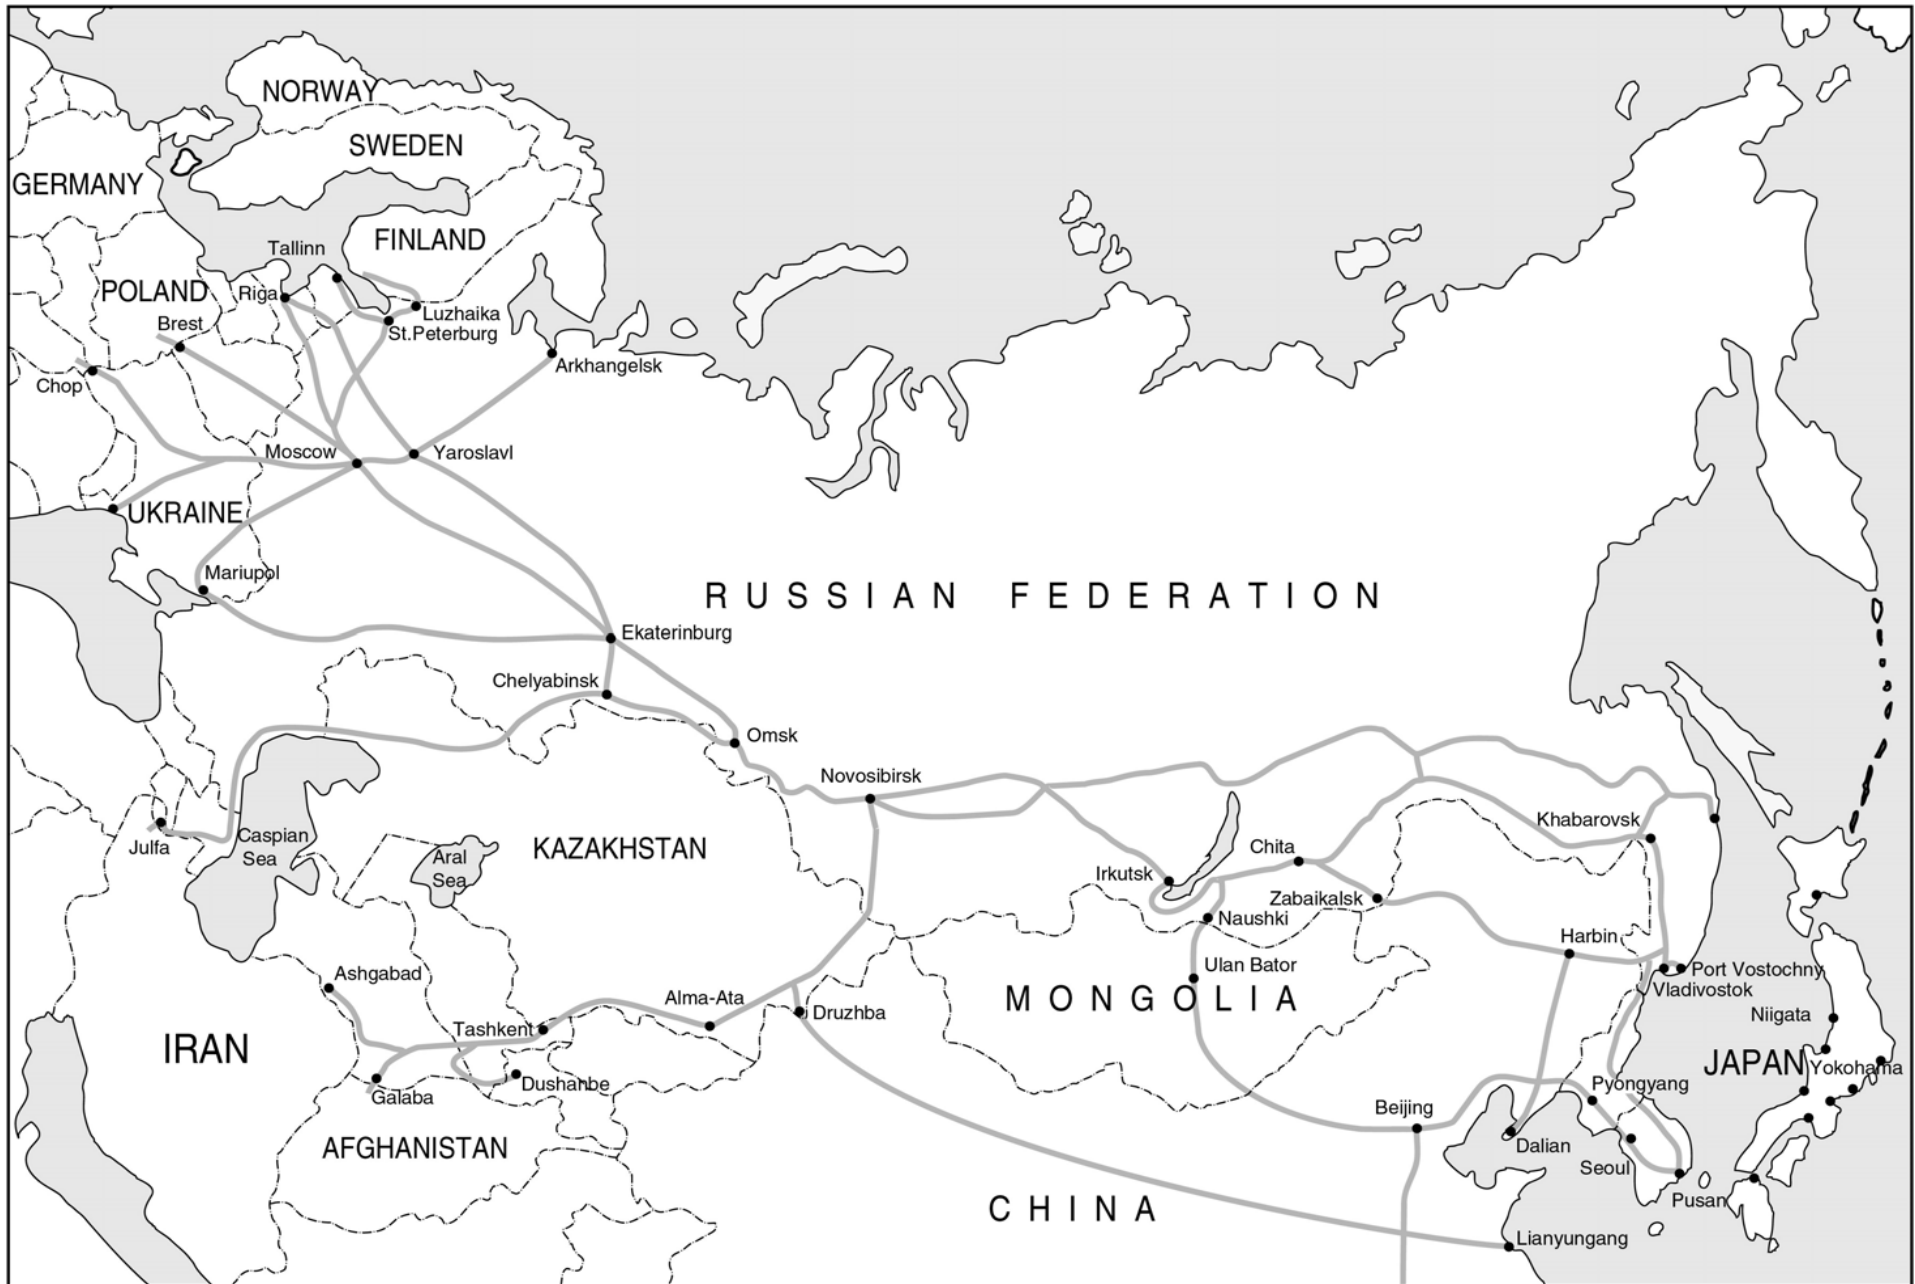 NORWAY
SWEDEN
GERMANY
FINLAND
Tallinn
POLAND
Riga
Luzhaika
Brest
St.Peterburg
Arkhangelsk
Chop
Moscow
Yaroslavl
UKRAINE
Mariupol
RUSSIAN FEDERATION
Ekaterinburg
Chelyabinsk
Omsk
Novosibirsk
Khabarovsk
Caspian
Sea
Julfa
KAZAKHSTAN
Aral
Sea
Chita
Irkutsk
Zabaikalsk
Naushki
Harbin
Ashgabad
Ulan Bator
Port Vostochny
Vladivostok
Alma-Ata
MONGOLIA
Druzhba
Niigata
Tashkent
IRAN
JAPAN
Yokohama
Dushanbe
Pyongyang
Galaba
Beijing
AFGHANISTAN
Dalian
Seoul
Pusan
CHINA
Lianyungang